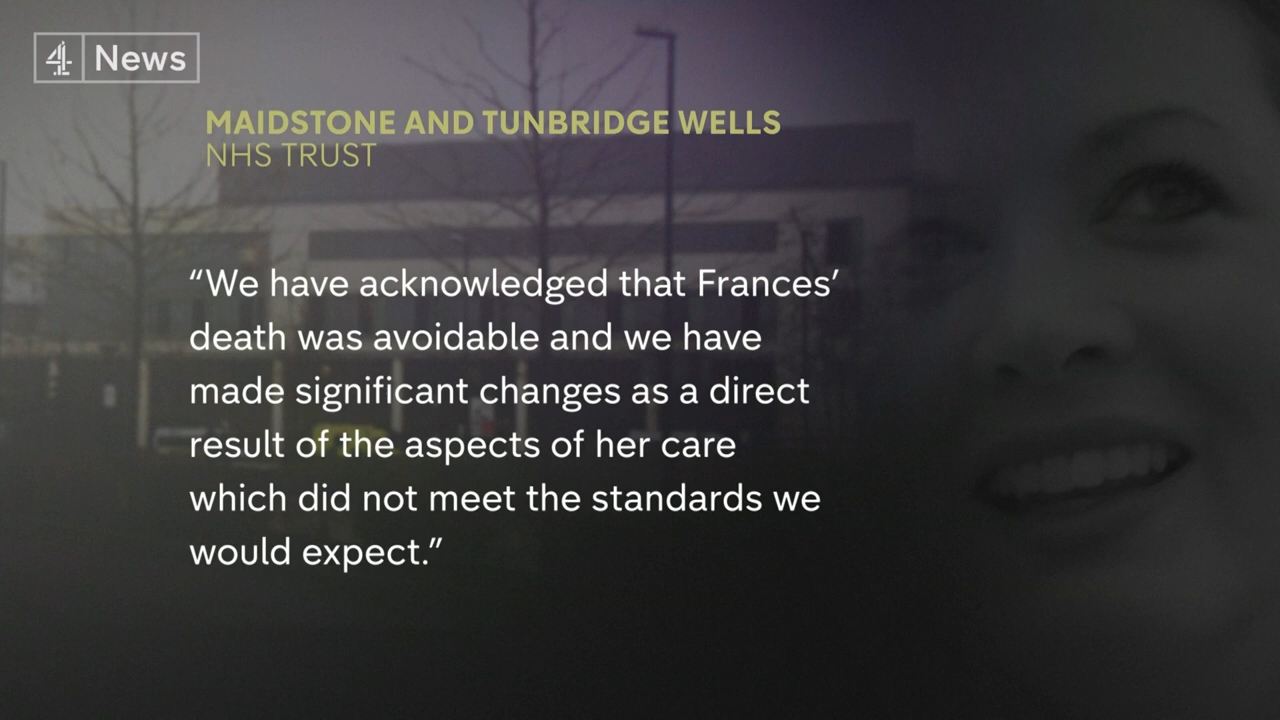 4 News
MAIDSTONE AND TUNBRIDGE WELLS
NHS TRUST
“We have acknowledged that Frances’
death was avoidable and we have
made significant changes as a direct
result of the aspects of her care
which did not meet the standards we
would expect.”